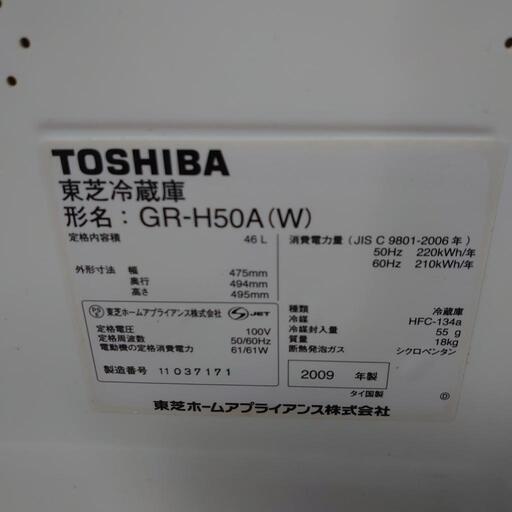 TOSHIBA
東芝冷蔵庫
形名：GR-H50A(W)
定格内容積 46 L
外形寸法 幅 475mm
奥行 494mm
高さ 495mm
東芝ホームアプライアンス株式会社 JET
定格電圧 100V
定格周波数 50/60Hz
電動機の定格消費電力 61/61W
製造番号 11037171
消費電力量 (JIS C 9801-2006年)
50Hz 220kWh/年
60Hz 210kWh/年
種類 冷蔵庫
冷媒 HFC-134a
冷媒封入量 55 g
質量 18kg
断熱発泡ガス シクロペンタン
2009 年製
タイ国製
D
東芝ホームアプライアンス株式会社